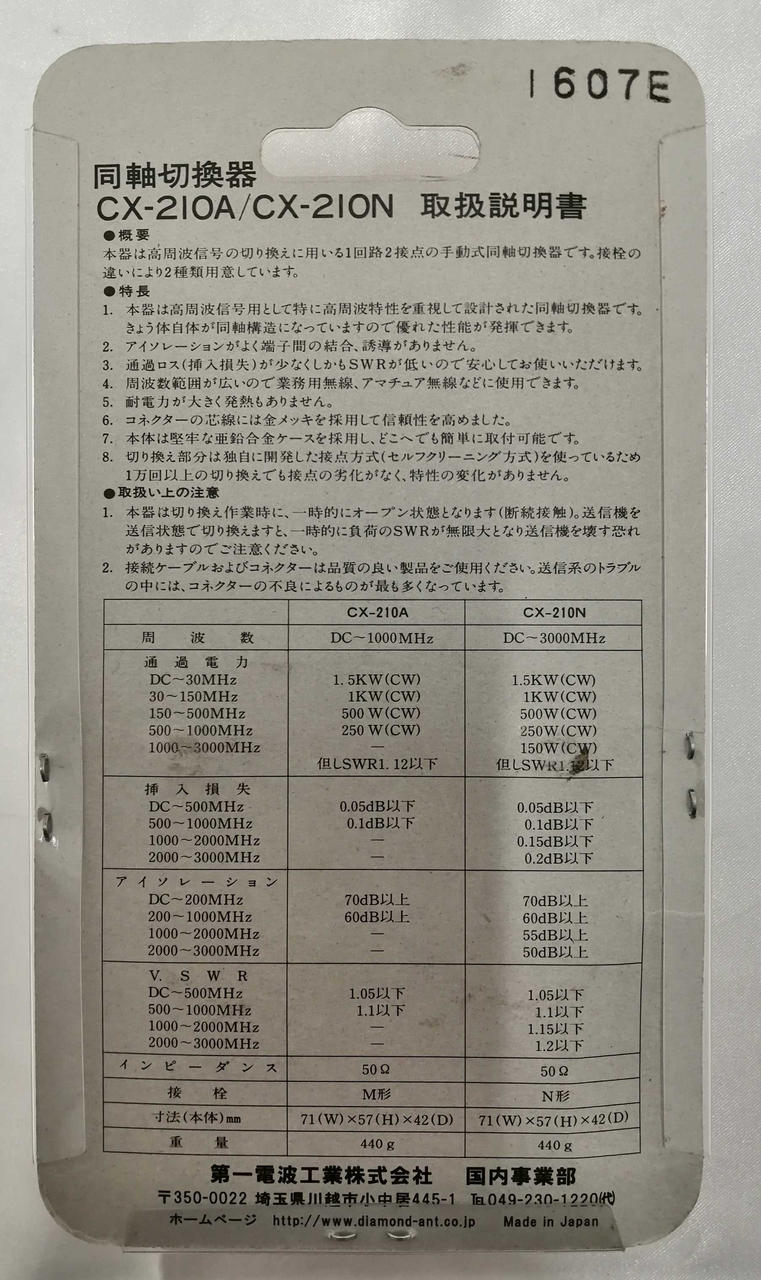 1607E
同軸切換器
CX-210A/CX-210N 取扱説明書
●概要
本器は高周波信号の切り換えに用いる1回路2接点の手動式同軸切換器です。接栓の
違いにより2種類用意しています。
●特長
1. 本器は高周波信号用として特に高周波特性を重視して設計された同軸切換器です。
きょう体自体が同軸構造になっていますので優れた性能が発揮できます。
2. アイソレーションがよく端子間の結合、誘導がありません。
3. 通過ロス(挿入損失)が少なくしかもSWRが低いので安心してお使いいただけます。
4. 周波数範囲が広いので業務用無線、アマチュア無線などに使用できます。
5. 耐電力が大きく発熱もありません。
6. コネクターの芯線には金メッキを採用して信頼性を高めました。
7. 本体は堅牢な亜鉛合金ケースを採用し、どこへでも簡単に取付可能です。
8. 切り換え部分は独自に開発した接点方式(セルフクリーニング方式)を使っているため
1万回以上の切り換えでも接点の劣化がなく、特性の変化がありません。
●取扱い上の注意
1. 本器は切り換え作業時に、一時的にオープン状態となります(断続接触)。送信機を
送信状態で切り換えますと、一時的に負荷のSWRが無限大となり送信機を壊す恐れ
がありますのでご注意ください。
2. 接続ケーブルおよびコネクターは品質の良い製品をご使用ください。送信系のトラブル
の中には、コネクターの不良によるものが最も多くなっています。
CX-210A CX-210N
周波数 DC～1000MHz DC～3000MHz
通過電力
DC～30MHz 1.5KW(CW) 1.5KW(CW)
30～150MHz 1KW(CW) 1KW(CW)
150～500MHz 500W(CW) 500W(CW)
500～1000MHz 250W(CW) 250W(CW)
1000～3000MHz — 150W(CW)
但しSWR1.12以下 但しSWR1.12以下
挿入損失
DC～500MHz 0.05dB以下 0.05dB以下
500～1000MHz 0.1dB以下 0.1dB以下
1000～2000MHz — 0.15dB以下
2000～3000MHz — 0.2dB以下
アイソレーション
DC～200MHz 70dB以上 70dB以上
200～1000MHz 60dB以上 60dB以上
1000～2000MHz — 55dB以上
2000～3000MHz — 50dB以上
V.SWR
DC～500MHz 1.05以下 1.05以下
500～1000MHz 1.1以下 1.1以下
1000～2000MHz — 1.15以下
2000～3000MHz — 1.2以下
インピーダンス 50Ω 50Ω
接栓 M形 N形
寸法(本体)mm 71(W)×57(H)×42(D) 71(W)×57(H)×42(D)
重量 440g 440g
第一電波工業株式会社 国内事業部
〒350-0022 埼玉県川越市小中居445-1 ℡049-230-1220㈹
ホームページ http://www.diamond-ant.co.jp Made in Japan